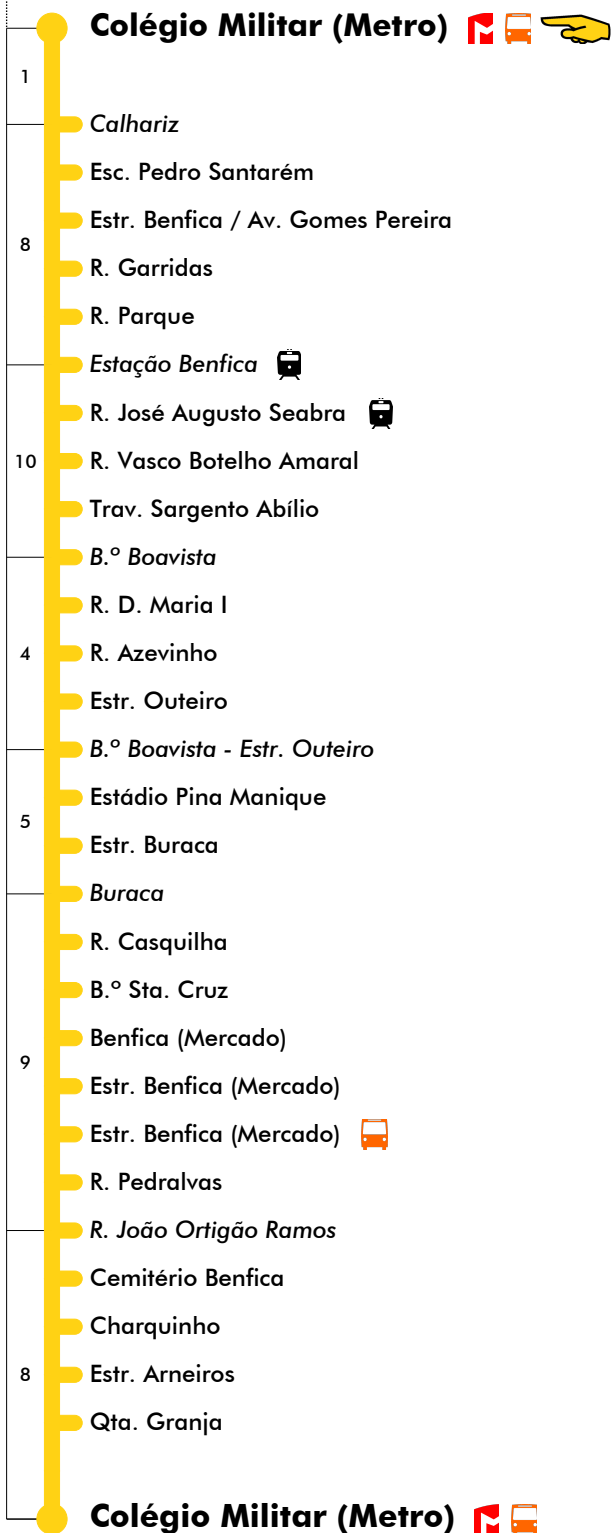 Colégio Militar (Metro)
1
Calhariz
Esc. Pedro Santarém
Estr. Benfica / Av. Gomes Pereira
8
R. Garridas
R. Parque
Estação Benfica
R. José Augusto Seabra
10 R. Vasco Botelho Amaral
Trav. Sargento Abílio
B.º Boavista
R. D. Maria I
4 R. Azevinho
Estr. Outeiro
B.º Boavista - Estr. Outeiro
Estádio Pina Manique
5
Estr. Buraca
Buraca
R. Casquilha
B.º Sta. Cruz
Benfica (Mercado)
9
Estr. Benfica (Mercado)
Estr. Benfica (Mercado)
R. Pedralvas
R. João Ortigão Ramos
Cemitério Benfica
Charquinho
8 Estr. Arneiros
Qta. Granja
Colégio Militar (Metro)